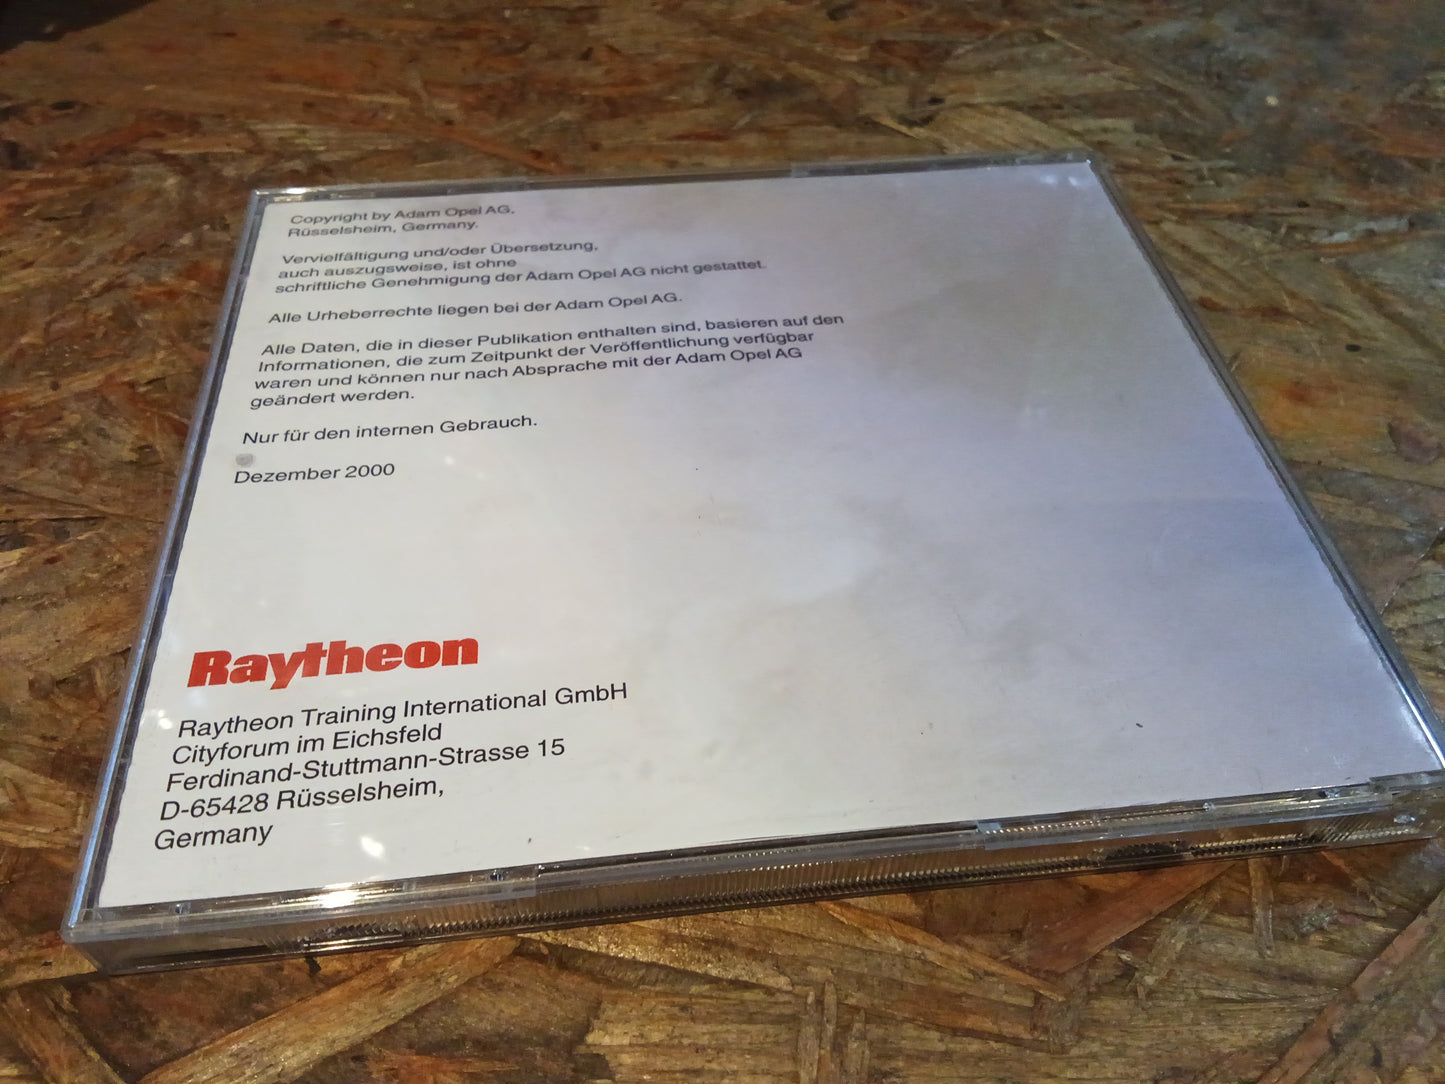 Copyright by Adam Opel AG,
Rüsselsheim, Germany.
Vervielfältigung und/oder Übersetzung,
auch auszugsweise, ist ohne
schriftliche Genehmigung der Adam Opel AG nicht gestattet.
Alle Urheberrechte liegen bei der Adam Opel AG.
Alle Daten, die in dieser Publikation enthalten sind, basieren auf den
Informationen, die zum Zeitpunkt der Veröffentlichung verfügbar
waren und können nur nach Absprache mit der Adam Opel AG
geändert werden.
Nur für den internen Gebrauch.
Dezember 2000
Raytheon
Raytheon Training International GmbH
Cityforum im Eichsfeld
Ferdinand-Stuttmann-Strasse 15
D-65428 Rüsselsheim,
Germany